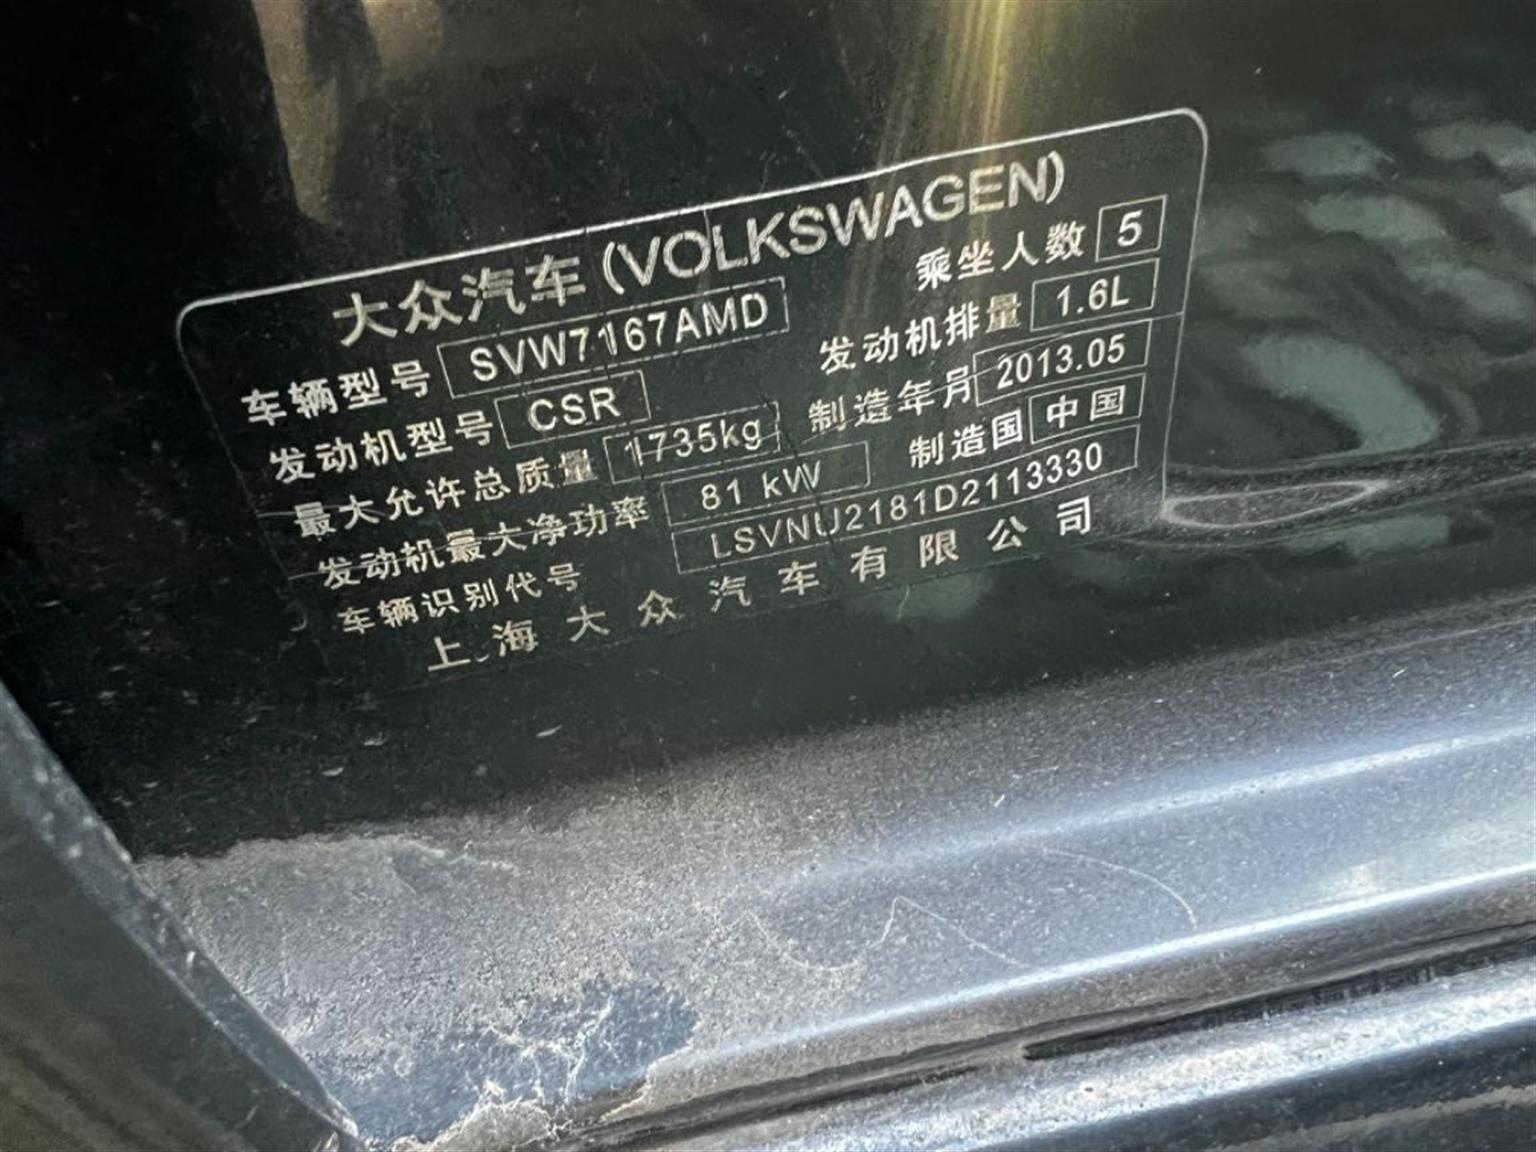 大众汽车(VOLKSWAGEN)
车辆型号 SVW7167AMD 乘坐人数 5
发动机型号 CSR 发动机排量 1.6L
最大允许总质量 1735kg 制造年月 2013.05
发动机最大净功率 81 kW 制造国 中国
车辆识别代号 LSVNU2181D2113330
上海大众汽车有限公司